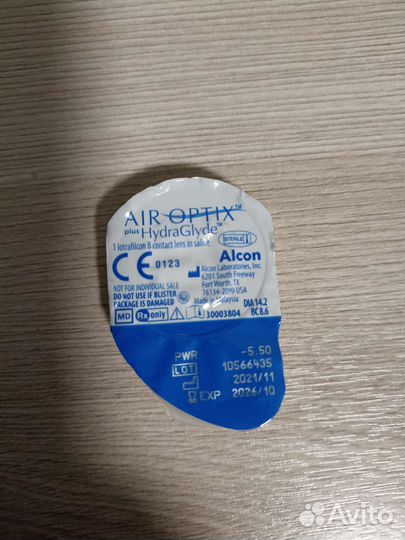 AIR OPTIX™
plus HydraGlyde™
1 lotrafilcon B contact lens in saline
STERILE
CE 0123
Alcon
Alcon Laboratories, Inc.
6201 South Freeway
Fort Worth, TX
76134-2099 USA
Made in Malaysia
NOT FOR INDIVIDUAL SALE
DO NOT USE IF BLISTER
PACKAGE IS DAMAGED
MD Rx only
30003804
DIA 14.2
BC 8.6
PWR -5.50
LOT 10566435
2021/11
EXP 2026/10
Avito